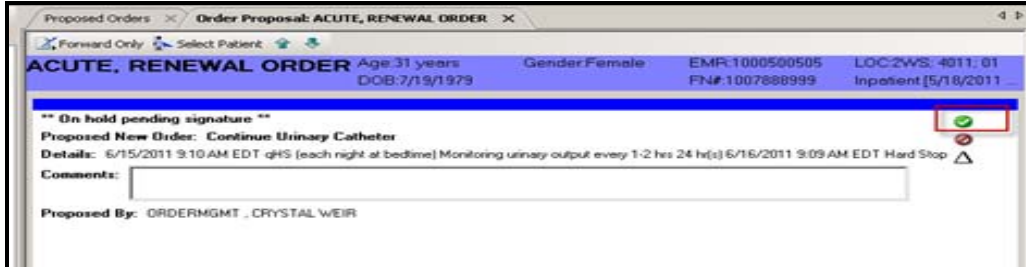 Proposed Orders × Order Proposal: ACUTE, RENEWAL ORDER ×
Forward Only Select Patient
ACUTE, RENEWAL ORDER Age:31 years Gender:Female EMR:1000500505 LOC:2WS; 4011; 01
DOB:7/19/1979 FN#:1007888999 Inpatient [5/18/2011 ...
** On hold pending signature **
Proposed New Order: Continue Urinary Catheter
Details: 6/15/2011 9:10 AM EDT qHS (each night at bedtime) Monitoring urinary output every 1-2 hrs 24 hr(s) 6/16/2011 9:09 AM EDT Hard Stop
Comments:
Proposed By: ORDERMGMT , CRYSTAL WEIR